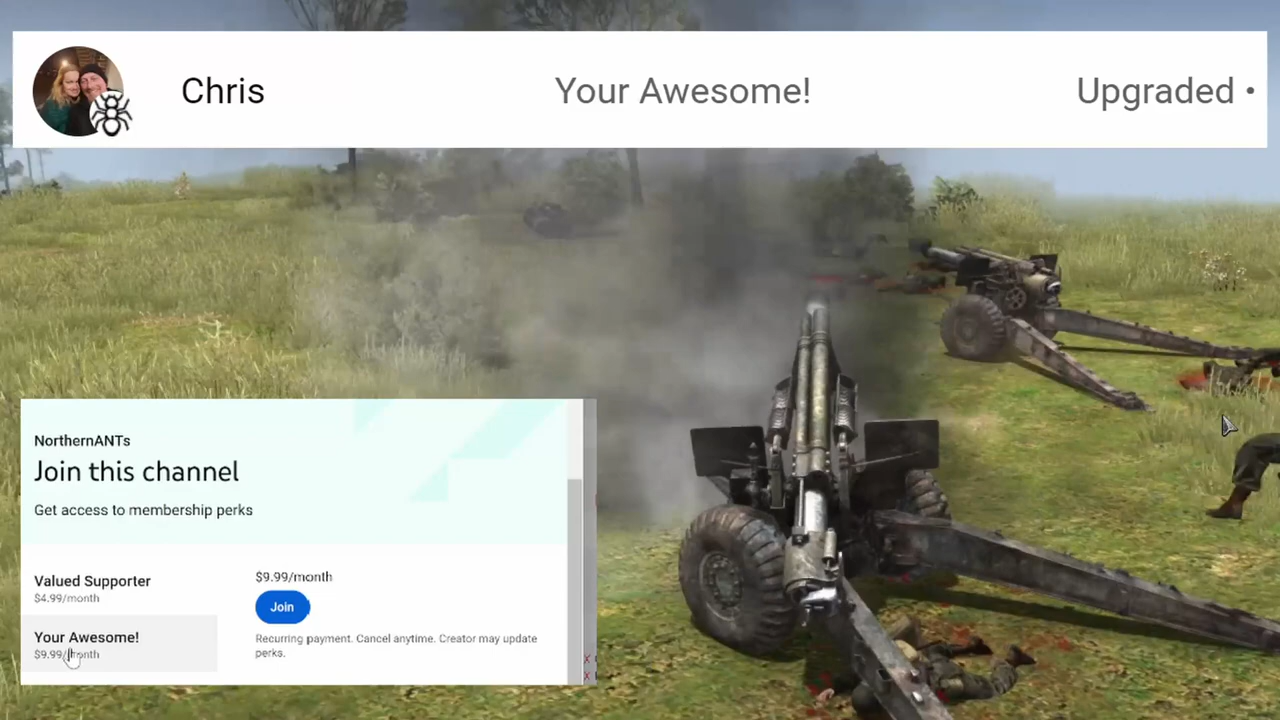 Chris Your Awesome! Upgraded •
NorthernANTs
Join this channel
Get access to membership perks
Valued Supporter
$4.99/month
$9.99/month
Join
Your Awesome!
$9.99/month
Recurring payment. Cancel anytime. Creator may update
perks.